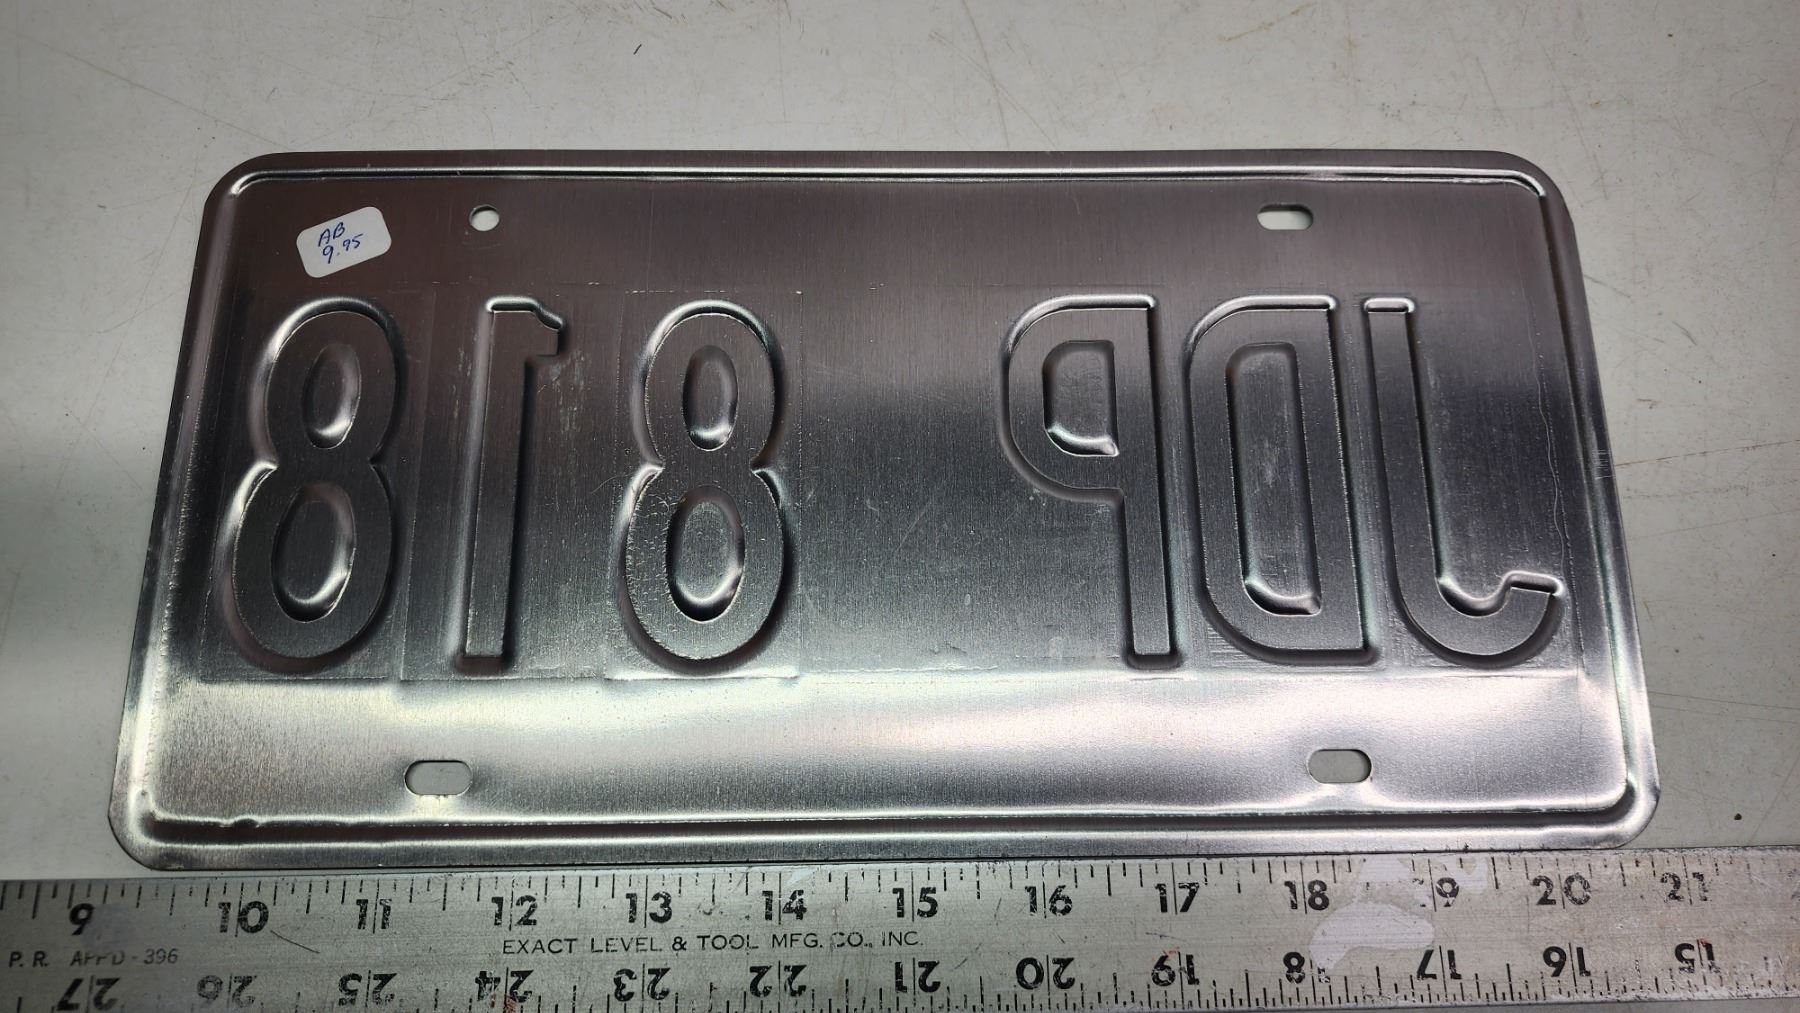 AB
9.95
JDP 818
9 10 11 12 13 14 15 16 17 18 19 20 21
EXACT LEVEL & TOOL MFG. CO., INC.
P. R. APPD - 396
27 26 25 24 23 22 21 20 19 18 17 16 15